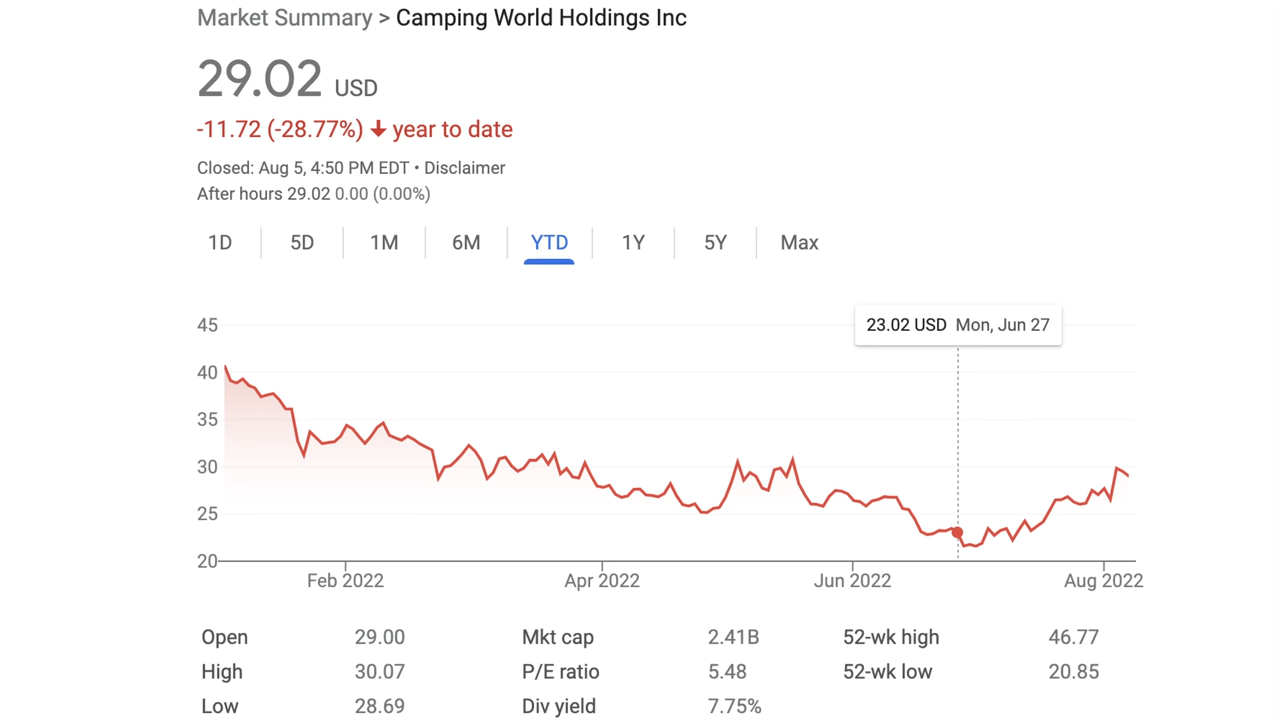 Market Summary > Camping World Holdings Inc
29.02 USD
-11.72 (-28.77%) ↓ year to date
Closed: Aug 5, 4:50 PM EDT • Disclaimer
After hours 29.02 0.00 (0.00%)
1D 5D 1M 6M YTD 1Y 5Y Max
23.02 USD Mon, Jun 27
45
40
35
30
25
20
Feb 2022 Apr 2022 Jun 2022 Aug 2022
Open 29.00 Mkt cap 2.41B 52-wk high 46.77
High 30.07 P/E ratio 5.48 52-wk low 20.85
Low 28.69 Div yield 7.75%